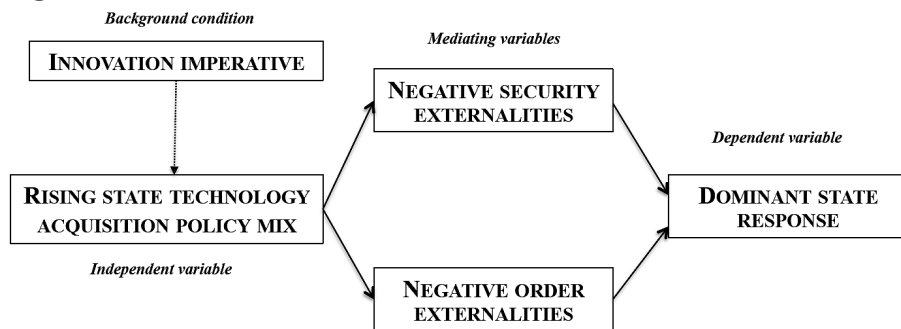 Background condition
INNOVATION IMPERATIVE
Mediating variables
NEGATIVE SECURITY
EXTERNALITIES
Dependent variable
RISING STATE TECHNOLOGY
ACQUISITION POLICY MIX
Independent variable
DOMINANT STATE
RESPONSE
NEGATIVE ORDER
EXTERNALITIES